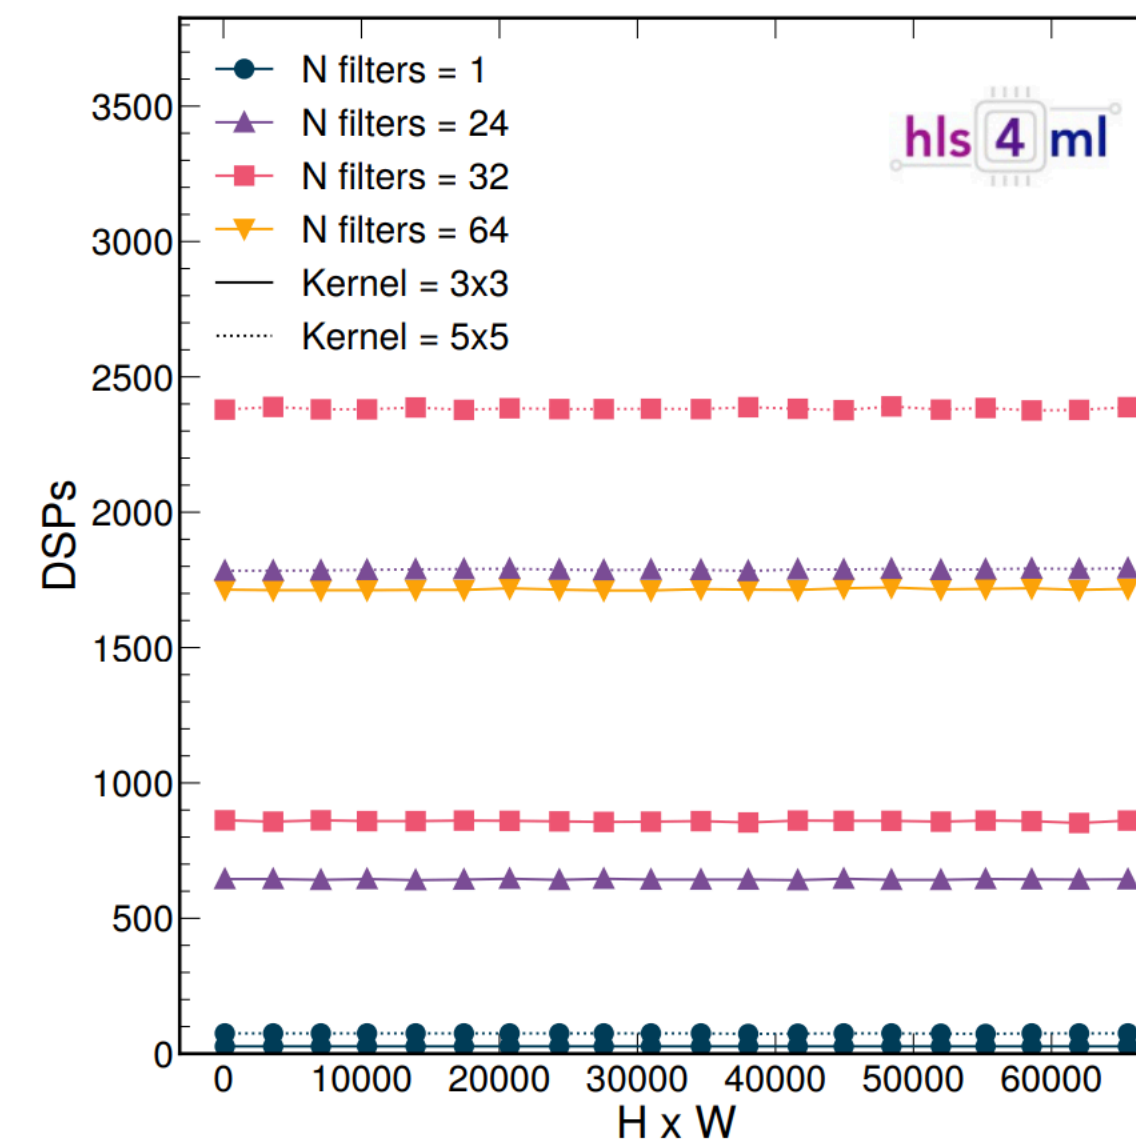 N filters = 1
N filters = 24
N filters = 32
N filters = 64
Kernel = 3x3
Kernel = 5x5
hls 4 ml
3500
3000
2500
2000
1500
1000
500
0
DSPs
0 10000 20000 30000 40000 50000 60000
H x W